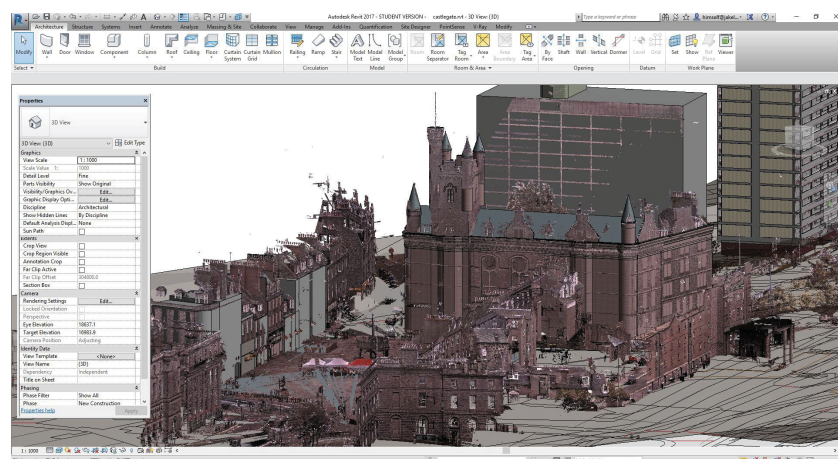 Autodesk Revit 2017 - STUDENT VERSION - castlegate.rvt - 3D View: {3D}
Type a keyword or phrase
himself@jakel...
Architecture Structure Systems Insert Annotate Analyze Massing & Site Collaborate View Manage Add-Ins Quantification Site Designer PointSense V-Ray Modify
Modify Wall Door Window Component Column Roof Ceiling Floor Curtain System Curtain Grid Mullion Railing Ramp Stair Model Text Model Line Model Group Room Room Separator Tag Room Area Area Boundary Tag Area By Face Shaft Wall Vertical Dormer Level Grid Set Show Ref Plane Viewer
Select Build Circulation Model Room & Area Opening Datum Work Plane
Properties
3D View
3D View: {3D} Edit Type
Graphics
View Scale 1 : 1000
Scale Value 1: 1000
Detail Level Fine
Parts Visibility Show Original
Visibility/Graphics Ov... Edit...
Graphic Display Opti... Edit...
Discipline Architectural
Show Hidden Lines By Discipline
Default Analysis Displ... None
Sun Path
Extents
Crop View
Crop Region Visible
Annotation Crop
Far Clip Active
Far Clip Offset 304800.0
Section Box
Camera
Rendering Settings Edit...
Locked Orientation
Perspective
Eye Elevation 18637.1
Target Elevation 16983.9
Camera Position Adjusting
Identity Data
View Template <None>
View Name {3D}
Dependency Independent
Title on Sheet
Phasing
Phase Filter Show All
Phase New Construction
Properties help Apply
1 : 1000